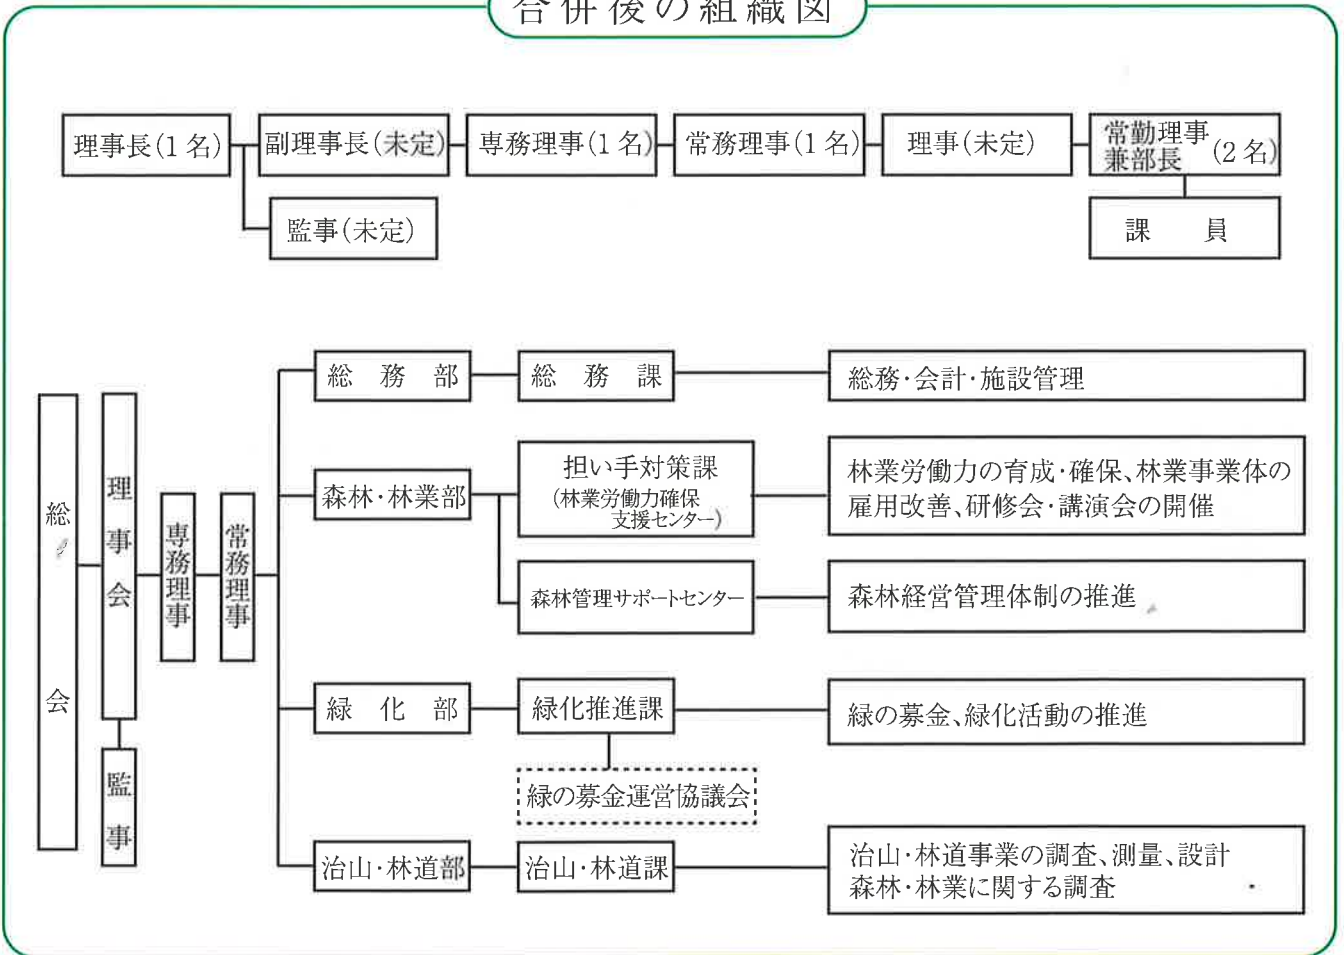 合併後の組織図
理事長(1名)
副理事長(未定)
専務理事(1名)
常務理事(1名)
理事(未定)
常勤理事
兼部長
(2名)
監事(未定)
課員
総会
理事会
監事
専務理事
常務理事
総務部
総務課
総務・会計・施設管理
森林・林業部
担い手対策課
(林業労働力確保
支援センター)
林業労働力の育成・確保、林業事業体の
雇用改善、研修会・講演会の開催
森林管理サポートセンター
森林経営管理体制の推進
緑化部
緑化推進課
緑の募金、緑化活動の推進
緑の募金運営協議会
治山・林道部
治山・林道課
治山・林道事業の調査、測量、設計
森林・林業に関する調査